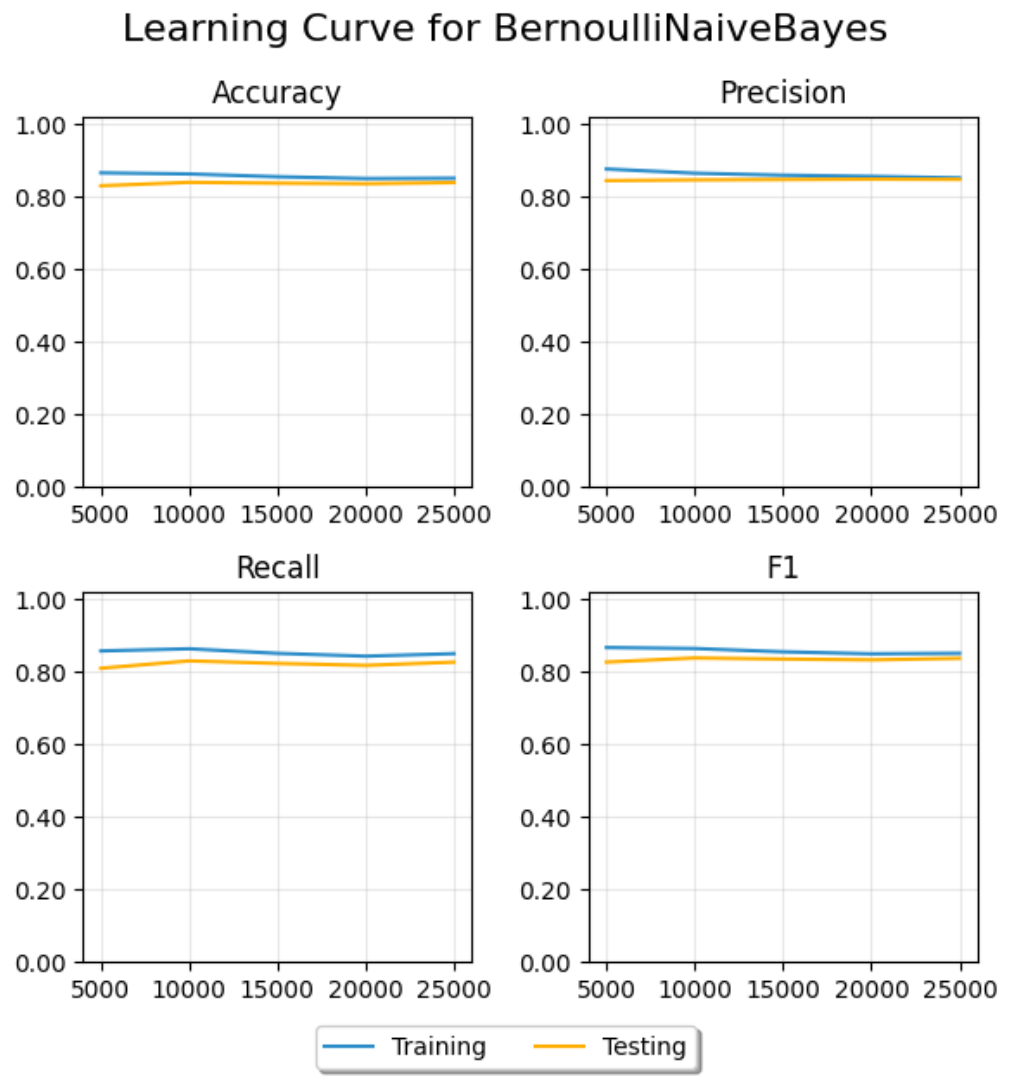 Learning Curve for BernoulliNaiveBayes
Accuracy
1.00
0.80
0.60
0.40
0.20
0.00
5000 10000 15000 20000 25000
Precision
1.00
0.80
0.60
0.40
0.20
0.00
5000 10000 15000 20000 25000
Recall
1.00
0.80
0.60
0.40
0.20
0.00
5000 10000 15000 20000 25000
F1
1.00
0.80
0.60
0.40
0.20
0.00
5000 10000 15000 20000 25000
Training Testing